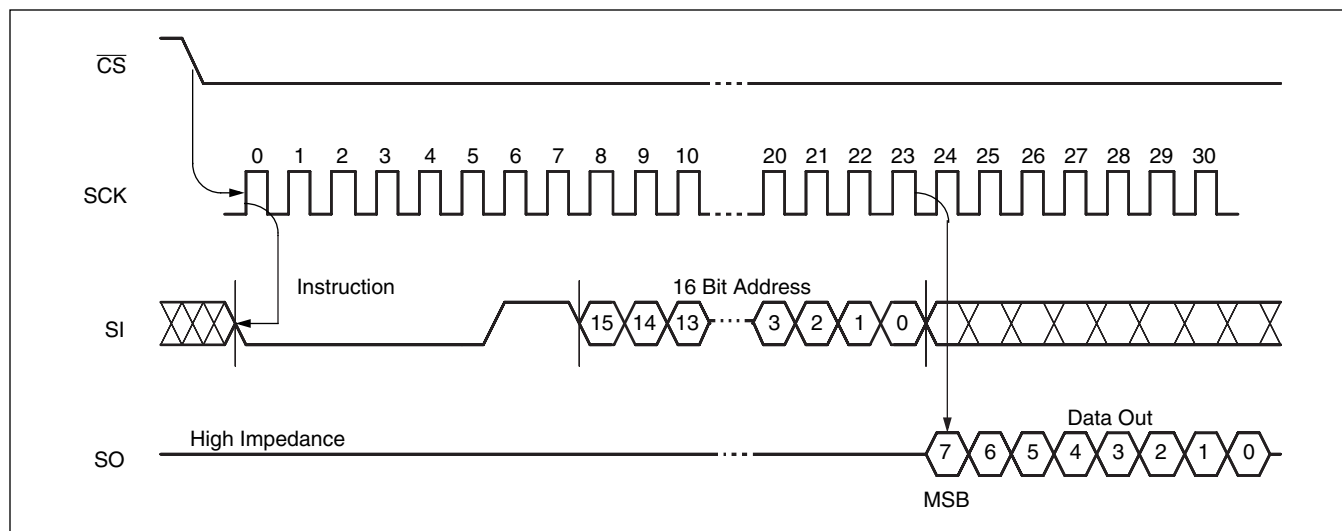 CS
0 1 2 3 4 5 6 7 8 9 10 20 21 22 23 24 25 26 27 28 29 30
SCK
Instruction
16 Bit Address
SI
15 14 13 3 2 1 0
Data Out
High Impedance
SO
7 6 5 4 3 2 1 0
MSB